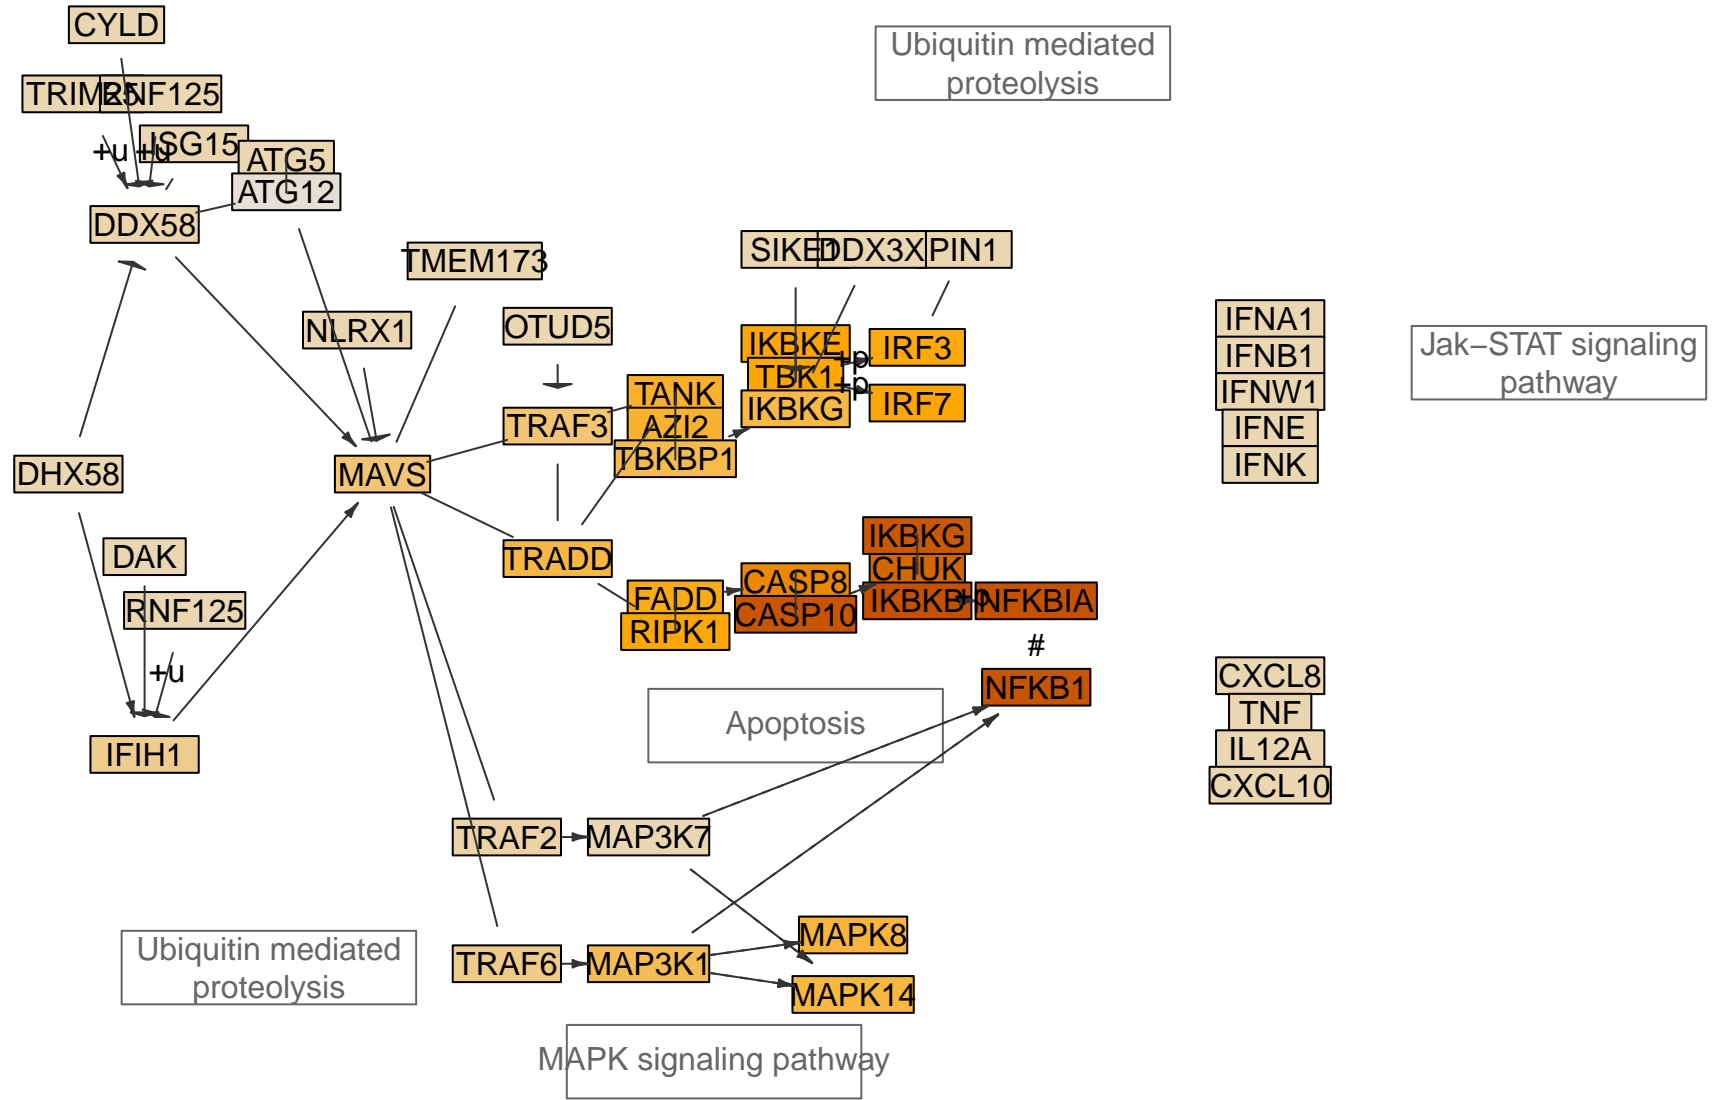 CYLD
Ubiquitin mediated
proteolysis
TRIM25
RNF125
ISG15
+u
+u
ATG5
ATG12
DDX58
TMEM173
SIKE1
DDX3X
PIN1
NLRX1
OTUD5
IKBKE
IRF3
+p
TBK1
+p
IKBKG
IRF7
IFNA1
IFNB1
IFNW1
IFNE
IFNK
Jak−STAT signaling
pathway
TANK
TRAF3
AZI2
TBKBP1
DHX58
MAVS
DAK
RNF125
+u
IFIH1
TRADD
FADD
RIPK1
CASP8
CASP10
IKBKG
CHUK
IKBKB
+p
NFKBIA
#
NFKB1
CXCL8
TNF
IL12A
CXCL10
Apoptosis
TRAF2
MAP3K7
TRAF6
MAP3K1
MAPK8
MAPK14
Ubiquitin mediated
proteolysis
MAPK signaling pathway